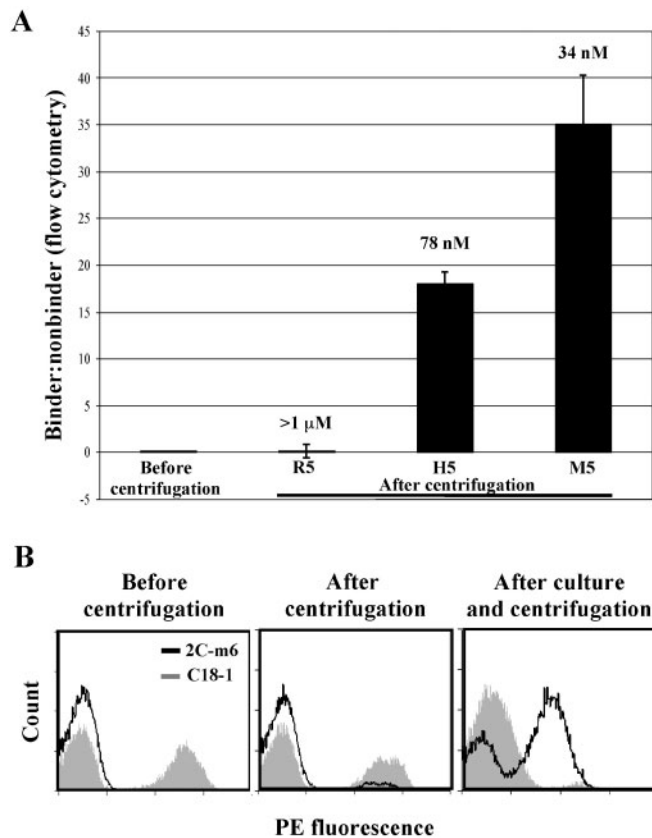 A
Binder:nonbinder (flow cytometry)
45
40
35
30
25
20
15
10
5
0
-5
34 nM
78 nM
>1 μM
Before
centrifugation
R5
H5
M5
After centrifugation
B
Before
centrifugation
After
centrifugation
After culture
and centrifugation
2C-m6
C18-1
Count
PE fluorescence